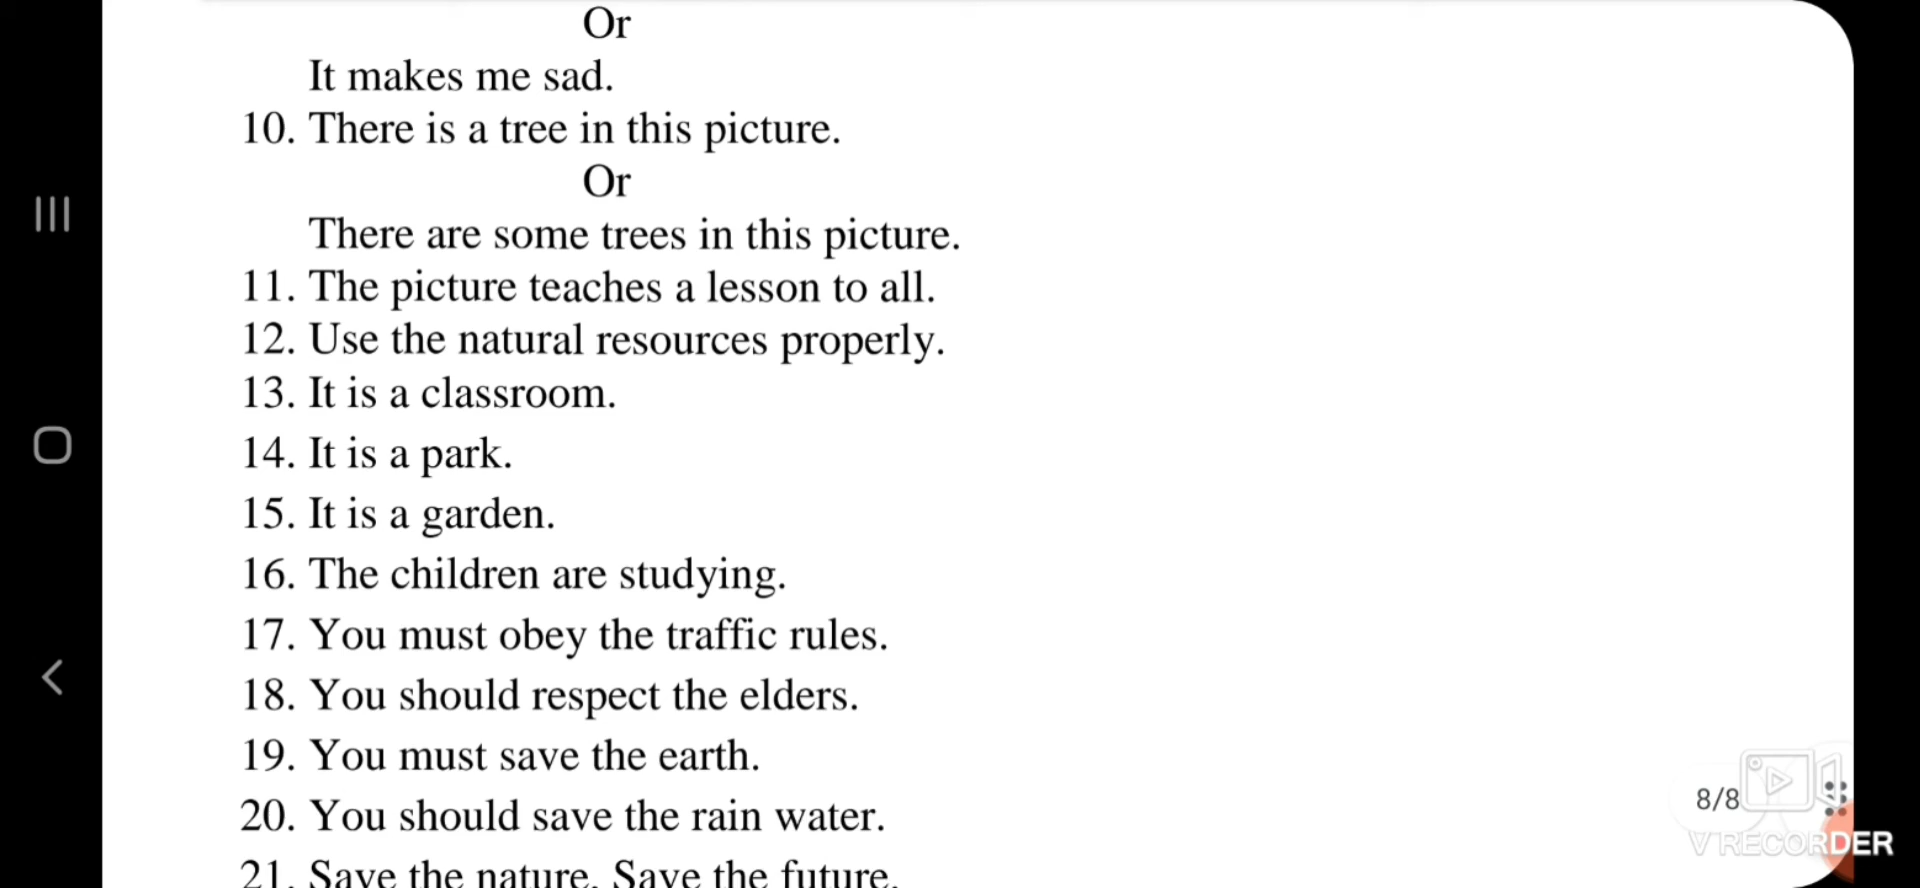 Or
It makes me sad.
10. There is a tree in this picture.
Or
There are some trees in this picture.
11. The picture teaches a lesson to all.
12. Use the natural resources properly.
13. It is a classroom.
14. It is a park.
15. It is a garden.
16. The children are studying.
17. You must obey the traffic rules.
18. You should respect the elders.
19. You must save the earth.
20. You should save the rain water.
21. Save the nature. Save the future.
8/8
V RECORDER